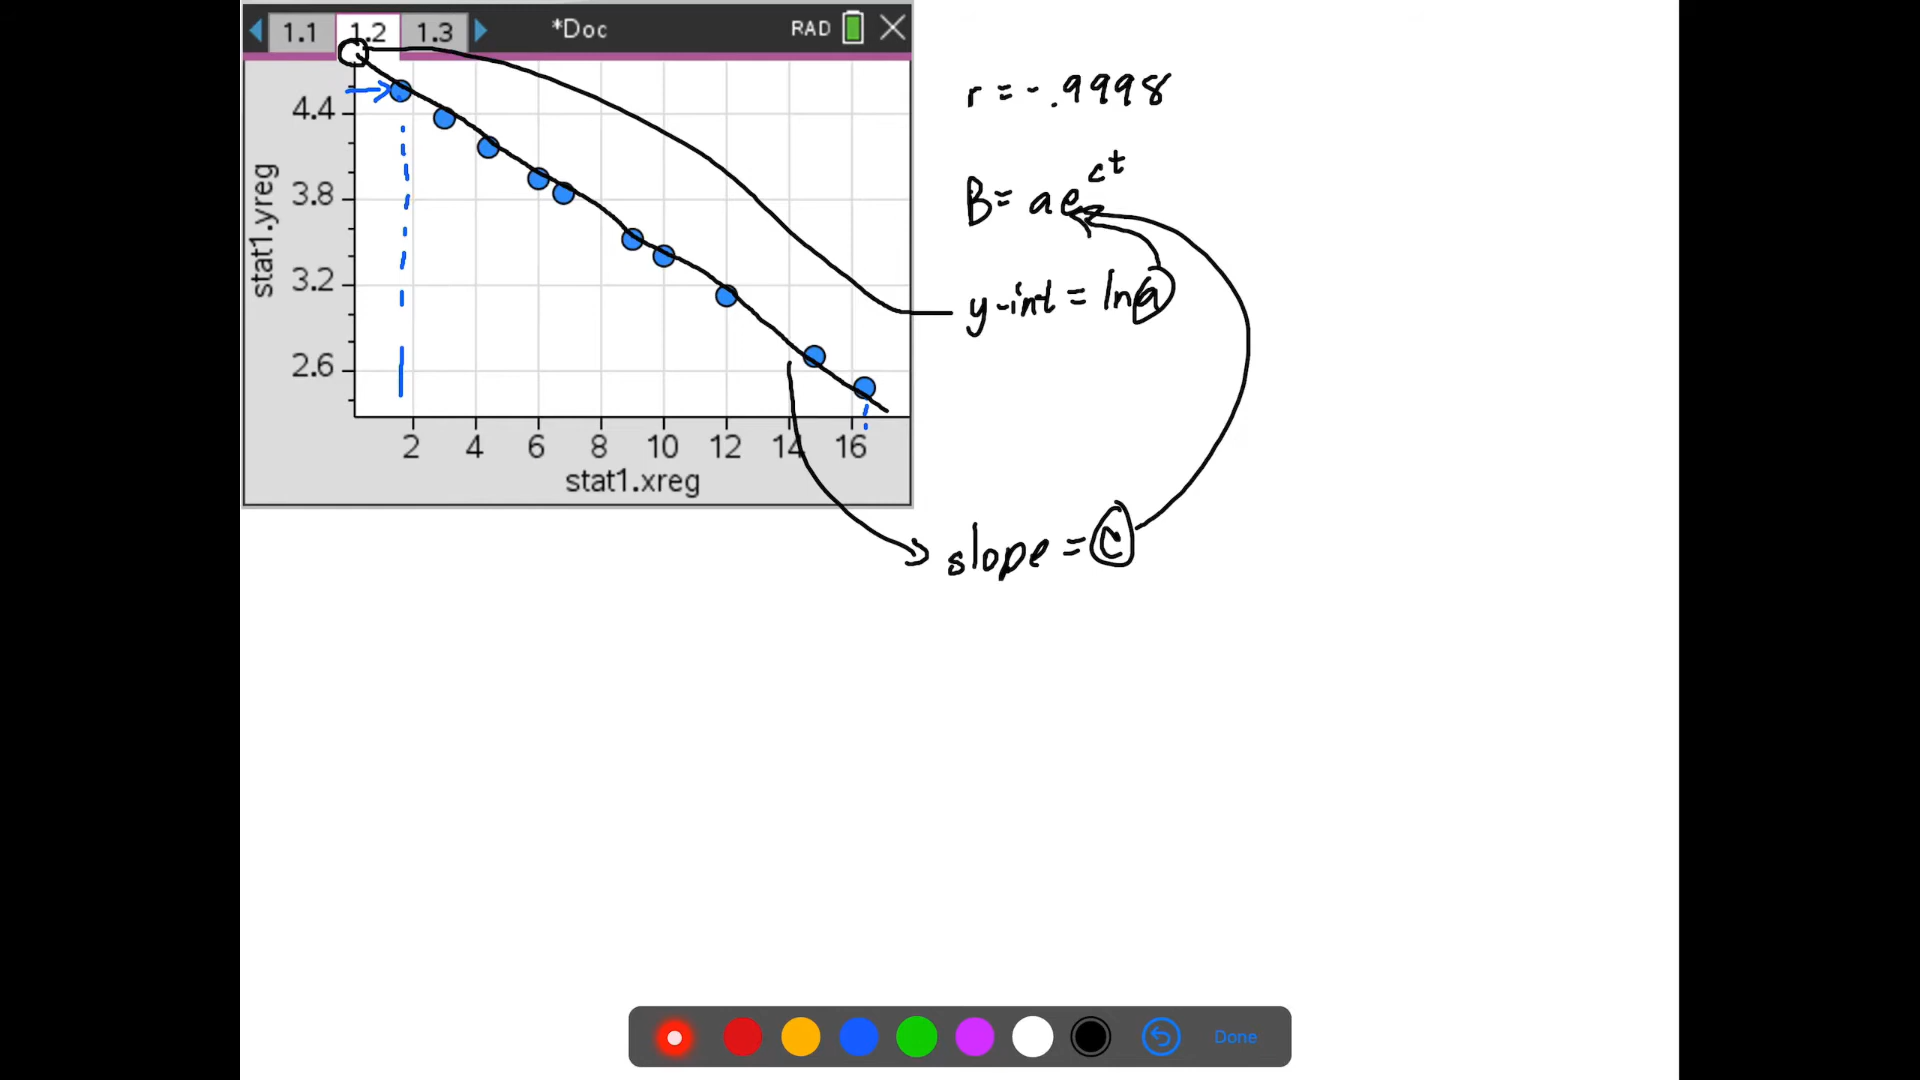 1.1 1.2 1.3 *Doc RAD
4.4
3.8
3.2
2.6
stat1.yreg
2 4 6 8 10 12 14 16
stat1.xreg
r = -.9998
B = ae^ct
y-int = ln a
slope = c
Done